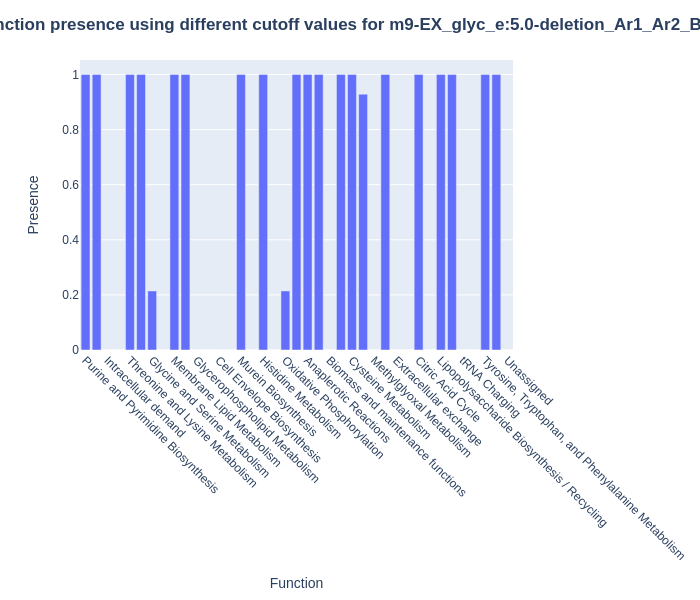 nction presence using different cutoff values for m9-EX_glyc_e:5.0-deletion_Ar1_Ar2_B
1
0.8
0.6
0.4
0.2
0
Presence
Purine and Pyrimidine Biosynthesis
Intracellular demand
Threonine and Lysine Metabolism
Glycine and Serine Metabolism
Membrane Lipid Metabolism
Glycerophospholipid Metabolism
Cell Envelope Biosynthesis
Murein Biosynthesis
Histidine Metabolism
Oxidative Phosphorylation
Anaplerotic Reactions
Biomass and maintenance functions
Cysteine Metabolism
Methylglyoxal Metabolism
Extracellular exchange
Citric Acid Cycle
Lipopolysaccharide Biosynthesis / Recycling
tRNA Charging
Tyrosine, Tryptophan, and Phenylalanine Metabolism
Unassigned
Function